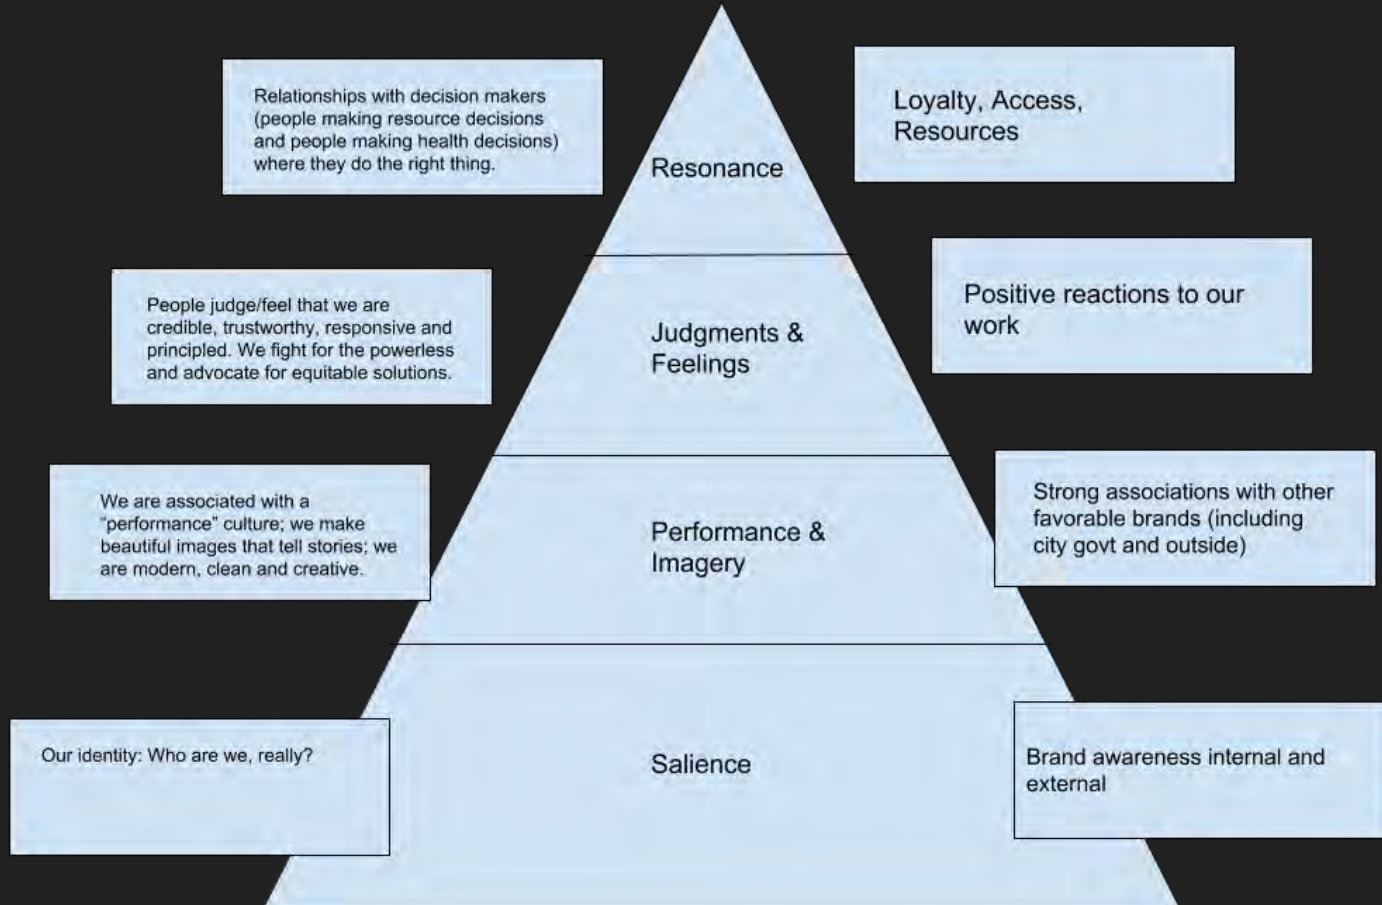 Relationships with decision makers
(people making resource decisions
and people making health decisions)
where they do the right thing.
Resonance
Loyalty, Access,
Resources
People judge/feel that we are
credible, trustworthy, responsive and
principled. We fight for the powerless
and advocate for equitable solutions.
Judgments &
Feelings
Positive reactions to our
work
We are associated with a
"performance" culture; we make
beautiful images that tell stories; we
are modern, clean and creative.
Performance &
Imagery
Strong associations with other
favorable brands (including
city govt and outside)
Our identity: Who are we, really?
Salience
Brand awareness internal and
external